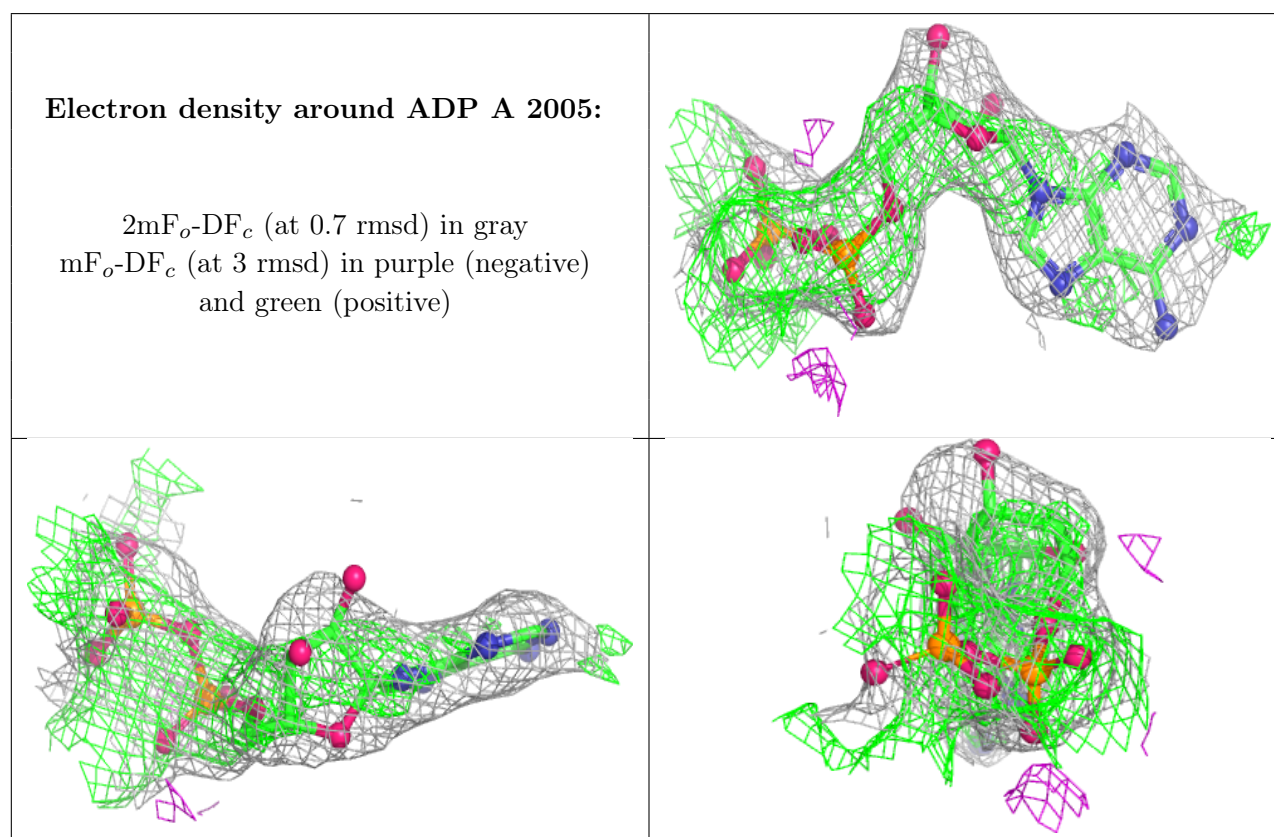 Electron density around ADP A 2005:
2mFₒ-DF𝒸 (at 0.7 rmsd) in gray
mFₒ-DF𝒸 (at 3 rmsd) in purple (negative)
and green (positive)